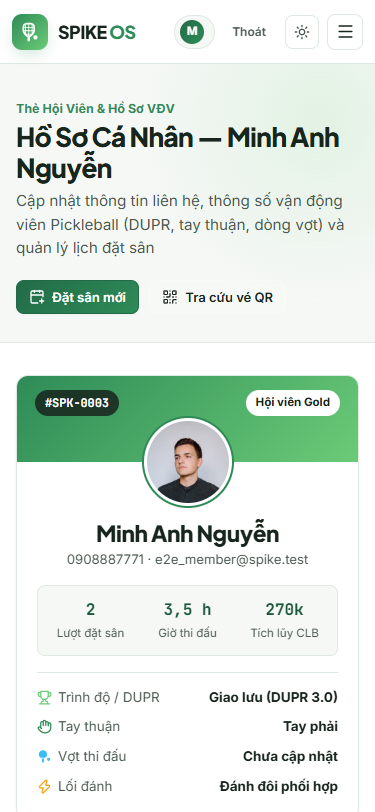 SPIKE OS
M
Thoát
Thẻ Hội Viên & Hồ Sơ VĐV
Hồ Sơ Cá Nhân — Minh Anh
Nguyễn
Cập nhật thông tin liên hệ, thông số vận động
viên Pickleball (DUPR, tay thuận, dòng vợt) và
quản lý lịch đặt sân
Đặt sân mới
Tra cứu vé QR
#SPK-0003
Hội viên Gold
Minh Anh Nguyễn
0908887771 · e2e_member@spike.test
2
3,5 h
270k
Lượt đặt sân
Giờ thi đấu
Tích lũy CLB
Trình độ / DUPR
Giao lưu (DUPR 3.0)
Tay thuận
Tay phải
Vợt thi đấu
Chưa cập nhật
Lối đánh
Đánh đôi phối hợp